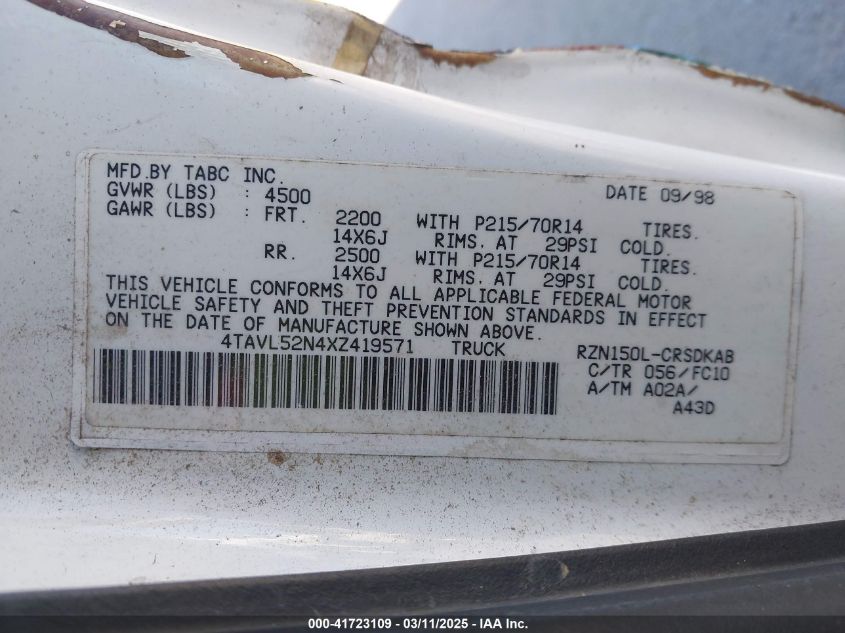 MFD.BY TABC INC. DATE 09/98
GVWR (LBS) : 4500
GAWR (LBS) : FRT. 2200 WITH P215/70R14 TIRES.
14X6J RIMS. AT 29PSI COLD.
RR. 2500 WITH P215/70R14 TIRES.
14X6J RIMS. AT 29PSI COLD.
THIS VEHICLE CONFORMS TO ALL APPLICABLE FEDERAL MOTOR
VEHICLE SAFETY AND THEFT PREVENTION STANDARDS IN EFFECT
ON THE DATE OF MANUFACTURE SHOWN ABOVE.
4TAVL52N4XZ419571 TRUCK RZN150L-CRSDKAB
C/TR 056/FC10
A/TM A02A/
A43D
000-41723109 - 03/11/2025 - IAA Inc.